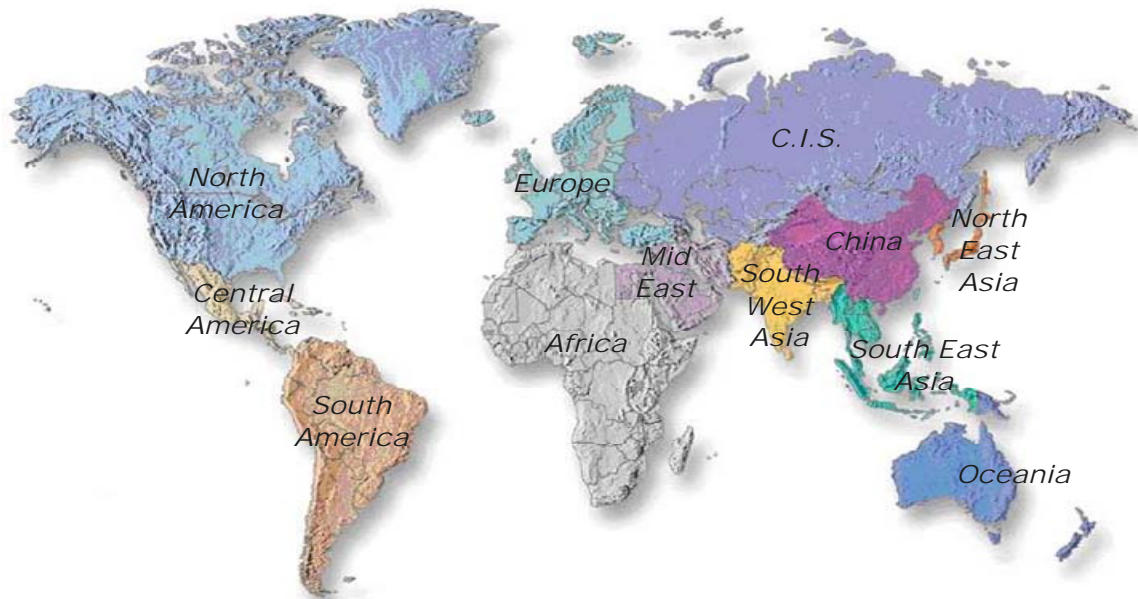 North
America
Central
America
South
America
Europe
Africa
Mid
East
C.I.S.
China
North
East
Asia
South
West
Asia
South East
Asia
Oceania